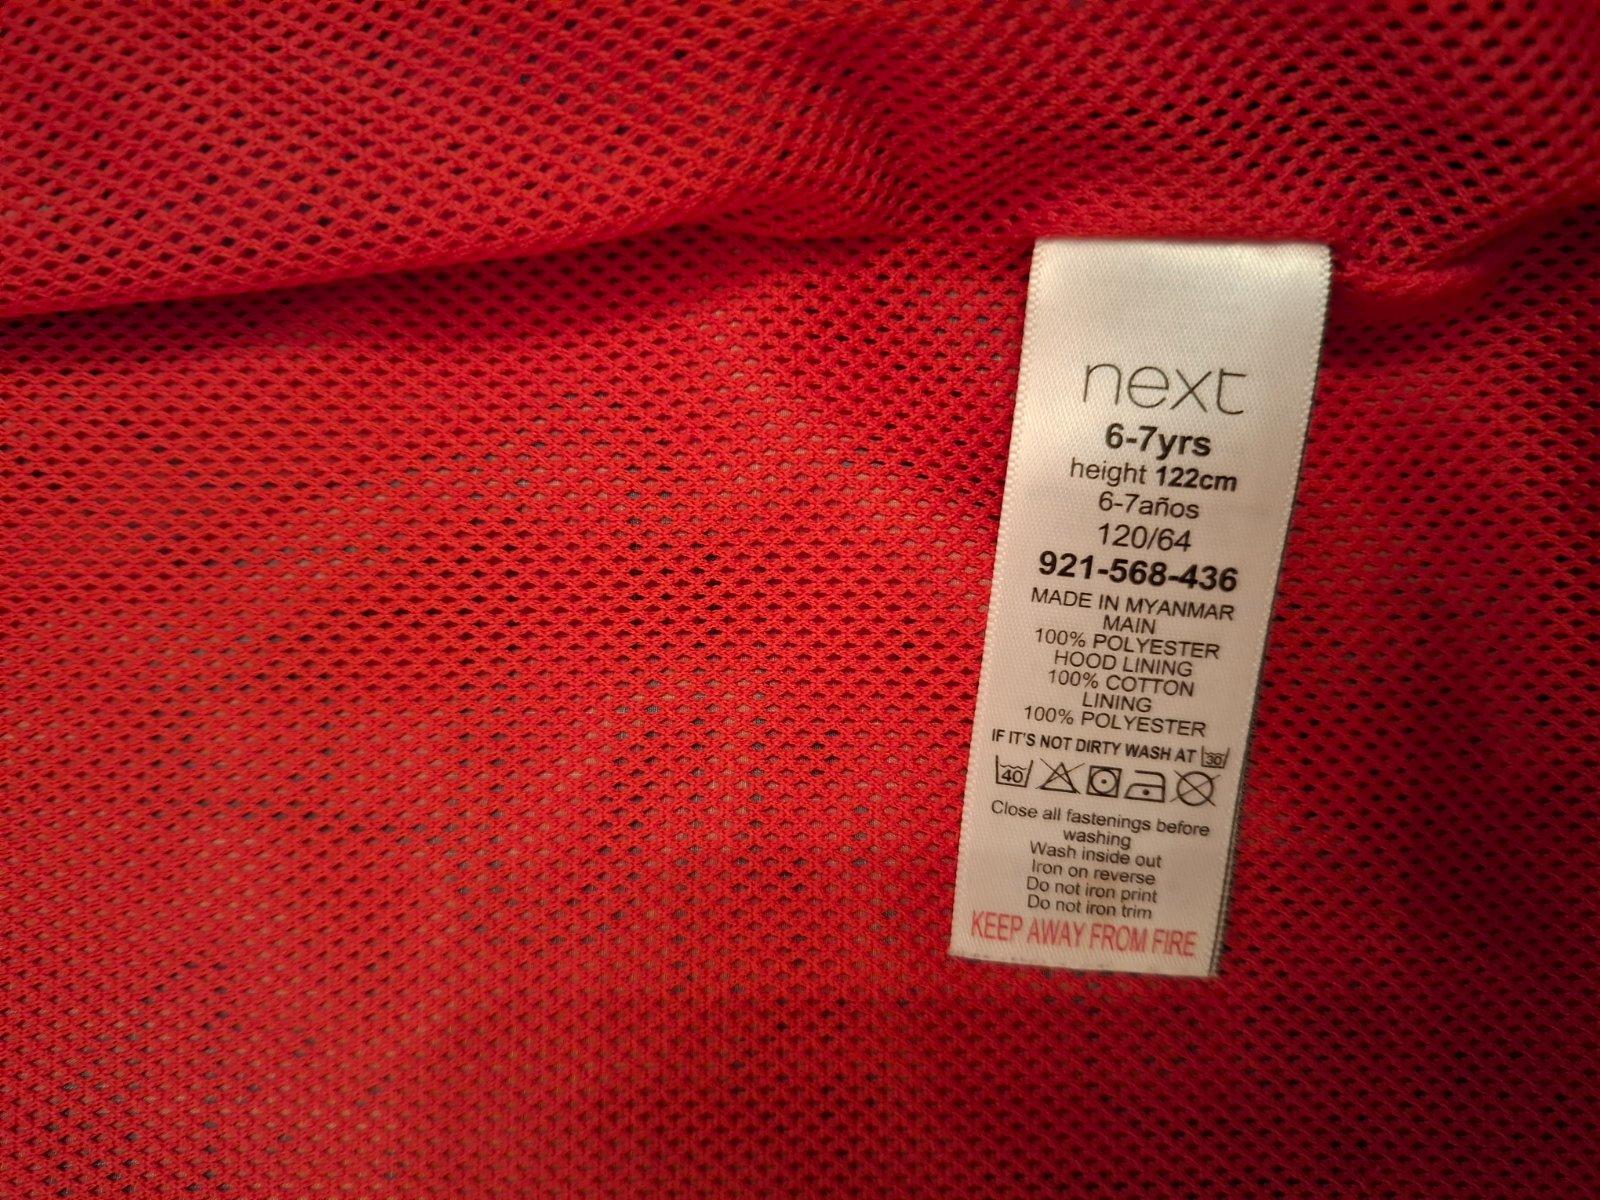 next
6-7yrs
height 122cm
6-7años
120/64
921-568-436
MADE IN MYANMAR
MAIN
100% POLYESTER
HOOD LINING
100% COTTON
LINING
100% POLYESTER
IF IT'S NOT DIRTY WASH AT 30
40
Close all fastenings before
washing
Wash inside out
Iron on reverse
Do not iron print
Do not iron trim
KEEP AWAY FROM FIRE